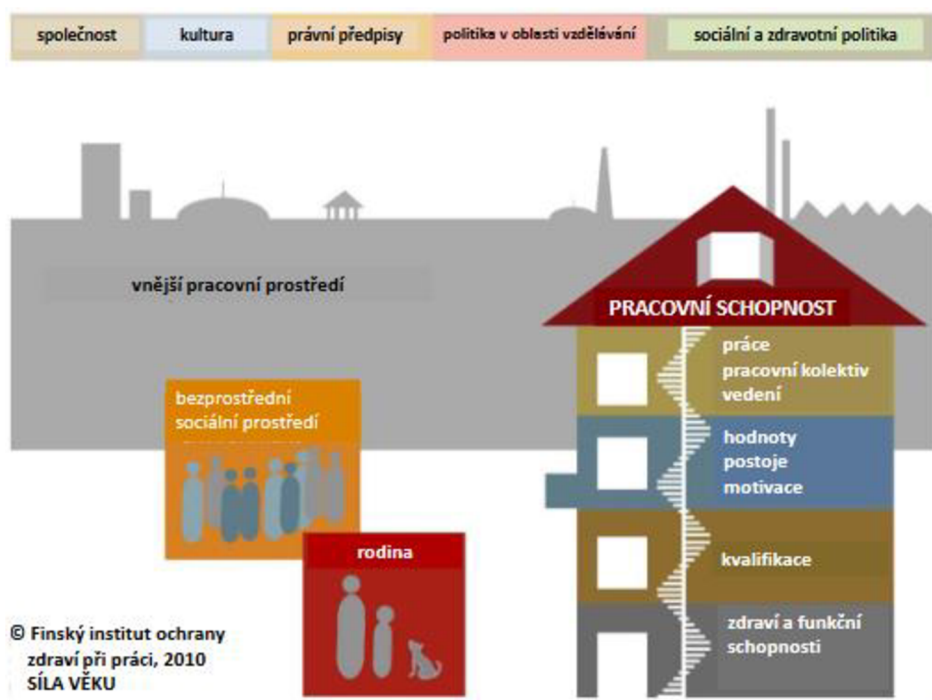 společnost
kultura
právní předpisy
politika v oblasti vzdělávání
sociální a zdravotní politika
vnější pracovní prostředí
PRACOVNÍ SCHOPNOST
práce
pracovní kolektiv
vedení
bezprostřední
sociální prostředí
hodnoty
postoje
motivace
rodina
kvalifikace
zdraví a funkční
schopnosti
© Finský institut ochrany
zdraví při práci, 2010
SÍLA VĚKU